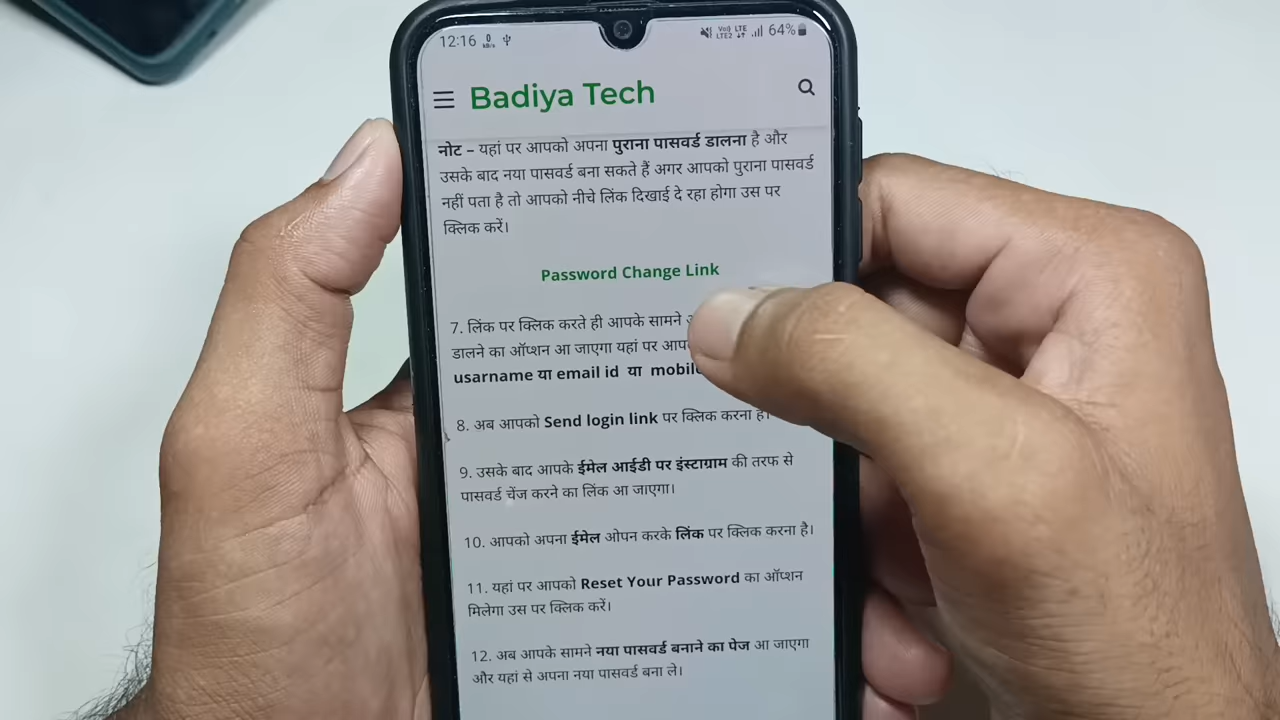 12:16 0 kB/s Vo) LTE LTE2 64%
Badiya Tech
नोट – यहां पर आपको अपना पुराना पासवर्ड डालना है और
उसके बाद नया पासवर्ड बना सकते हैं अगर आपको पुराना पासवर्ड
नहीं पता है तो आपको नीचे लिंक दिखाई दे रहा होगा उस पर
क्लिक करें।
Password Change Link
7. लिंक पर क्लिक करते ही आपके सामने
डालने का ऑप्शन आ जाएगा यहां पर
usarname या email id या
8. अब आपको Send login link पर क्लिक करना है।
9. उसके बाद आपके ईमेल आईडी पर इंस्टाग्राम की तरफ से
पासवर्ड चेंज करने का लिंक आ जाएगा।
10. आपको अपना ईमेल ओपन करके लिंक पर क्लिक करना है।
11. यहां पर आपको Reset Your Password का ऑप्शन
मिलेगा उस पर क्लिक करें।
12. अब आपके सामने नया पासवर्ड बनाने का पेज आ जाएगा
और यहां से अपना नया पासवर्ड बना ले।